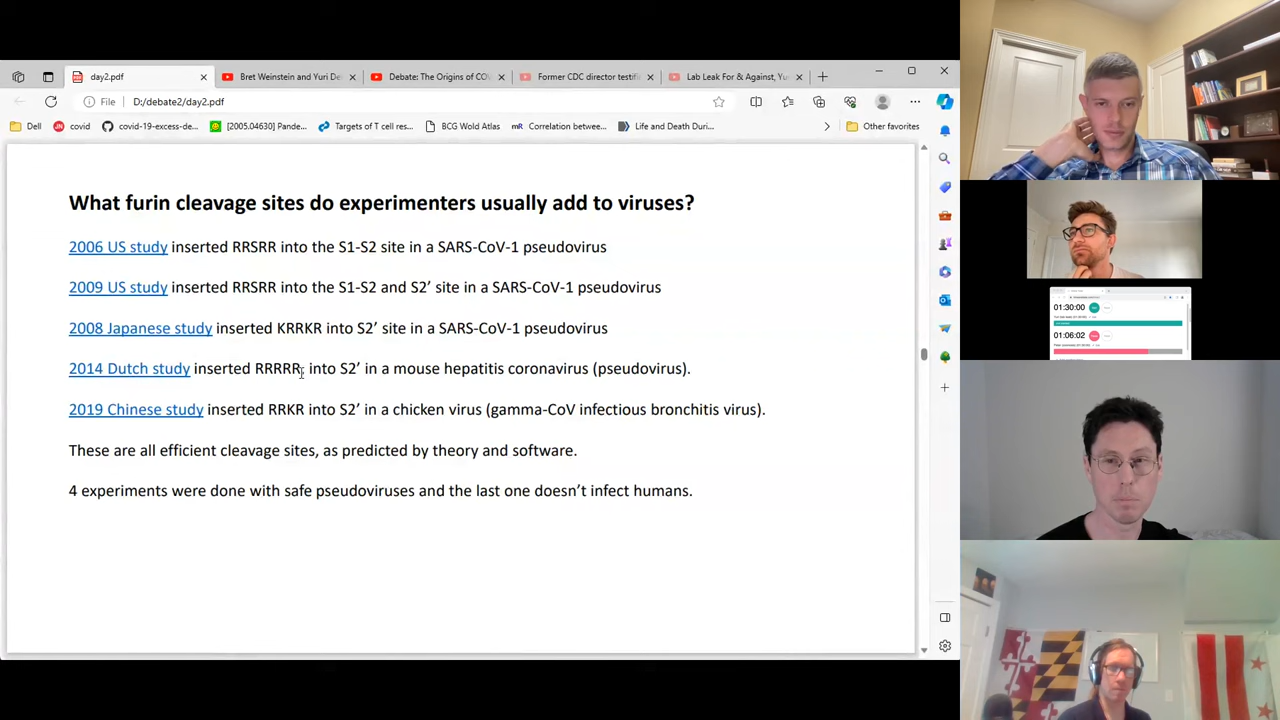 day2.pdf
Bret Weinstein and Yuri De
Debate: The Origins of CO
Former CDC director testifi
Lab Leak For & Against, Yu
File
D:/debate2/day2.pdf
Dell
covid
covid-19-excess-de...
[2005.04630] Pande...
Targets of T cell res...
BCG Wold Atlas
Correlation betwee...
Life and Death Duri...
Other favorites
What furin cleavage sites do experimenters usually add to viruses?
2006 US study inserted RRSRR into the S1-S2 site in a SARS-CoV-1 pseudovirus
2009 US study inserted RRSRR into the S1-S2 and S2’ site in a SARS-CoV-1 pseudovirus
2008 Japanese study inserted KRRKR into S2’ site in a SARS-CoV-1 pseudovirus
2014 Dutch study inserted RRRRR into S2’ in a mouse hepatitis coronavirus (pseudovirus).
2019 Chinese study inserted RRKR into S2’ in a chicken virus (gamma-CoV infectious bronchitis virus).
These are all efficient cleavage sites, as predicted by theory and software.
4 experiments were done with safe pseudoviruses and the last one doesn’t infect humans.
01:30:00
01:06:02